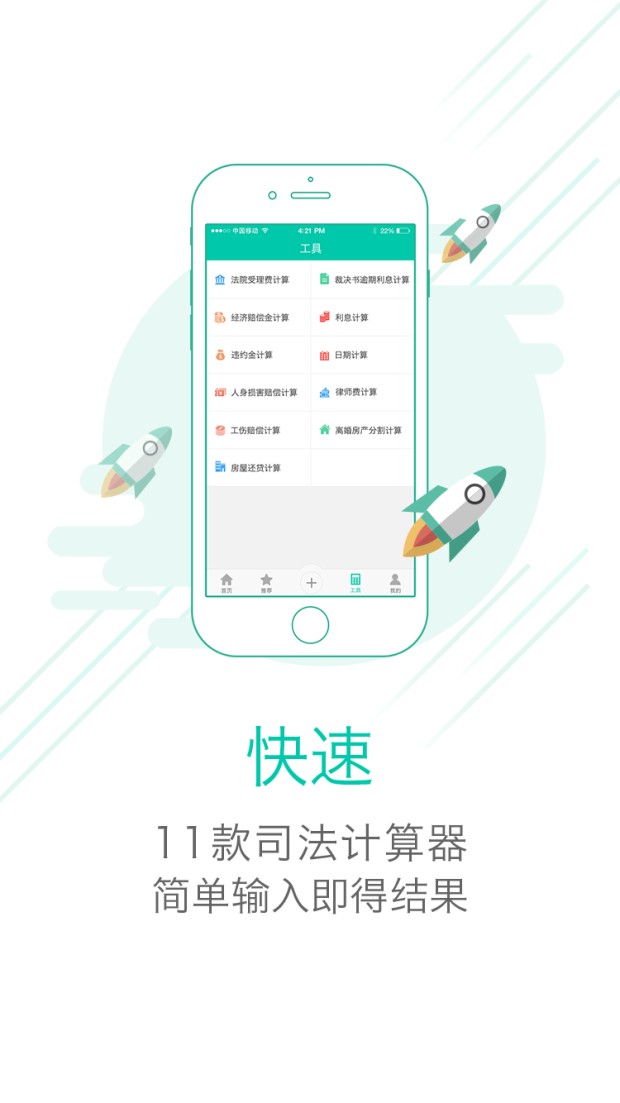 中国移动 4:21 PM 22%
工具
法院受理费计算 裁决书逾期利息计算
经济赔偿金计算 利息计算
违约金计算 日期计算
人身损害赔偿计算 律师费计算
工伤赔偿计算 离婚房产分割计算
房屋还贷计算
首页 推荐 工具 我的
快速
11款司法计算器
简单输入即得结果